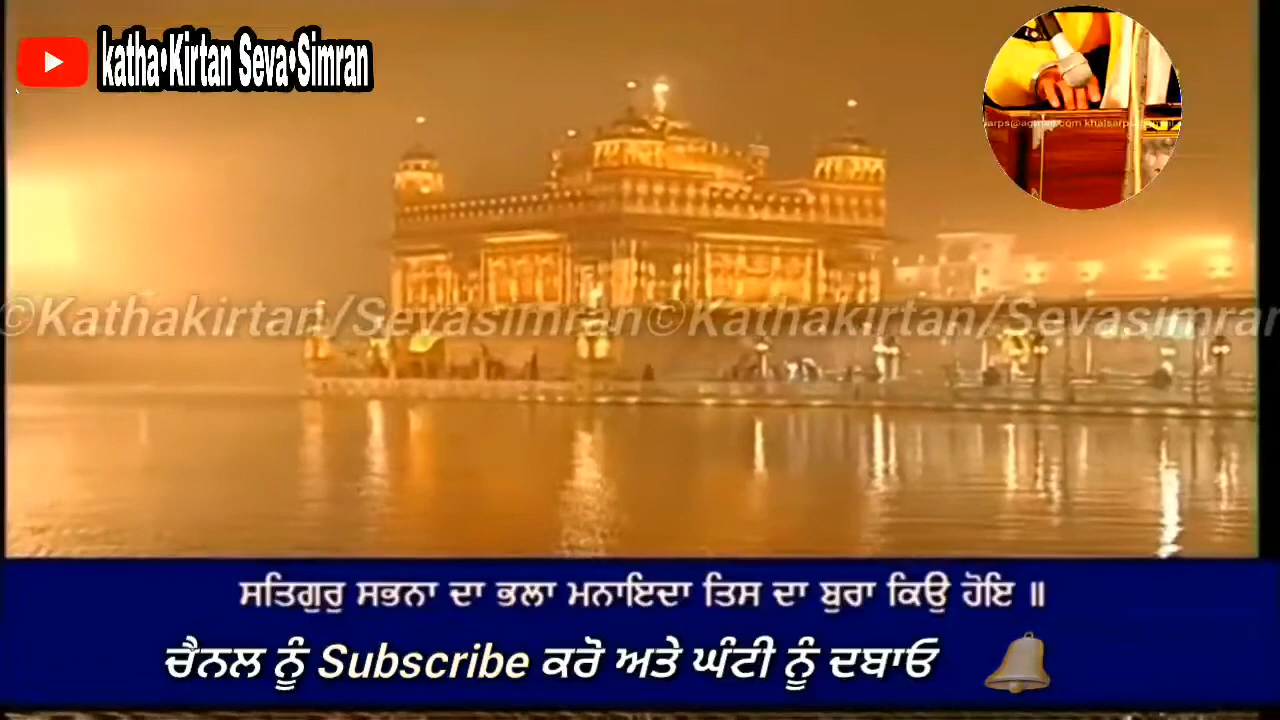 katha•Kirtan Seva•Simran
©Kathakirtan/Sevasimran©Kathakirtan/Sevasimran
ਸਤਿਗੁਰੁ ਸਭਨਾ ਦਾ ਭਲਾ ਮਨਾਇਦਾ ਤਿਸ ਦਾ ਬੁਰਾ ਕਿਉ ਹੋਇ ॥
ਚੈਨਲ ਨੂੰ Subscribe ਕਰੋ ਅਤੇ ਘੰਟੀ ਨੂੰ ਦਬਾਓ